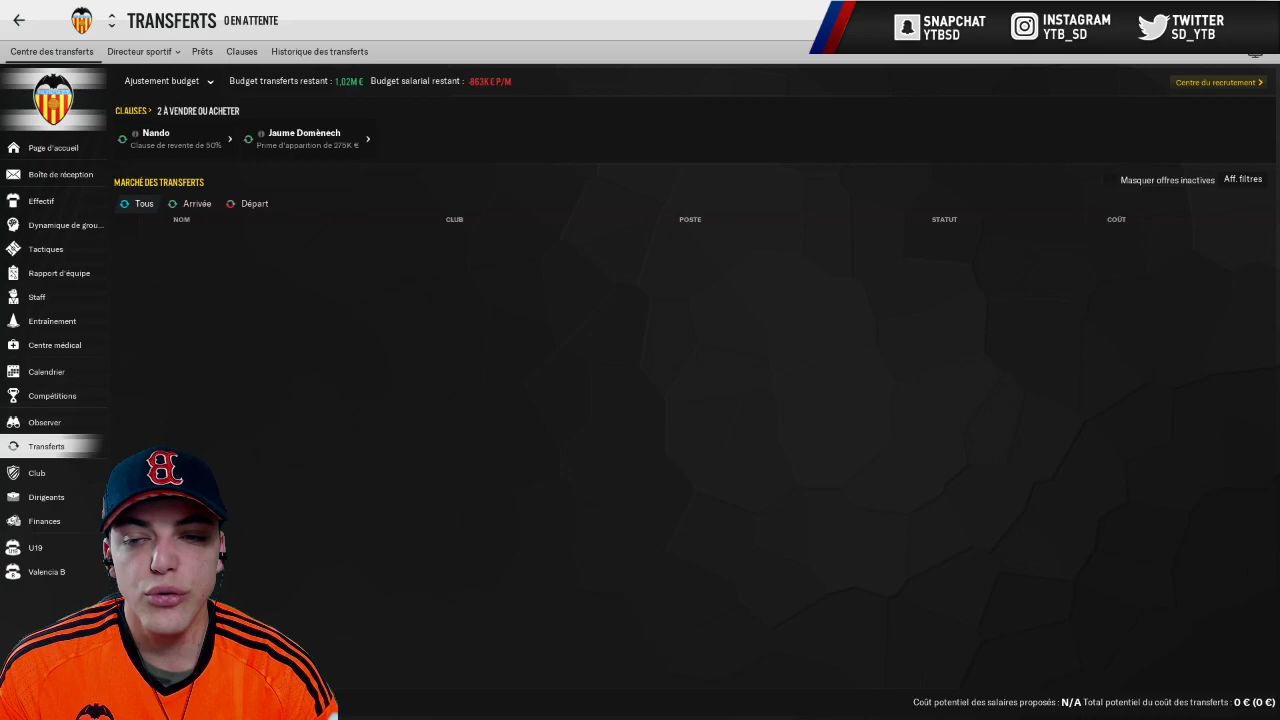 TRANSFERTS 0 EN ATTENTE
SNAPCHAT
YTBSD
INSTAGRAM
YTB_SD
TWITTER
SD_YTB
Centre des transferts Directeur sportif Prêts Clauses Historique des transferts
Ajustement budget Budget transferts restant : 1,02M € Budget salarial restant : -863K € P/M Centre du recrutement >
CLAUSES > 2 À VENDRE OU ACHETER
Nando
Clause de revente de 50%
Jaume Domènech
Prime d'apparition de 275K €
MARCHÉ DES TRANSFERTS
Masquer offres inactives Aff. filtres
Tous Arrivée Départ
NOM CLUB POSTE STATUT COÛT
Page d'accueil
Boîte de réception
Effectif
Dynamique de grou...
Tactiques
Rapport d'équipe
Staff
Entraînement
Centre médical
Calendrier
Compétitions
Observer
Transferts
Club
Dirigeants
Finances
U19
Valencia B
B
Coût potentiel des salaires proposés : N/A Total potentiel du coût des transferts : 0 € (0 €)